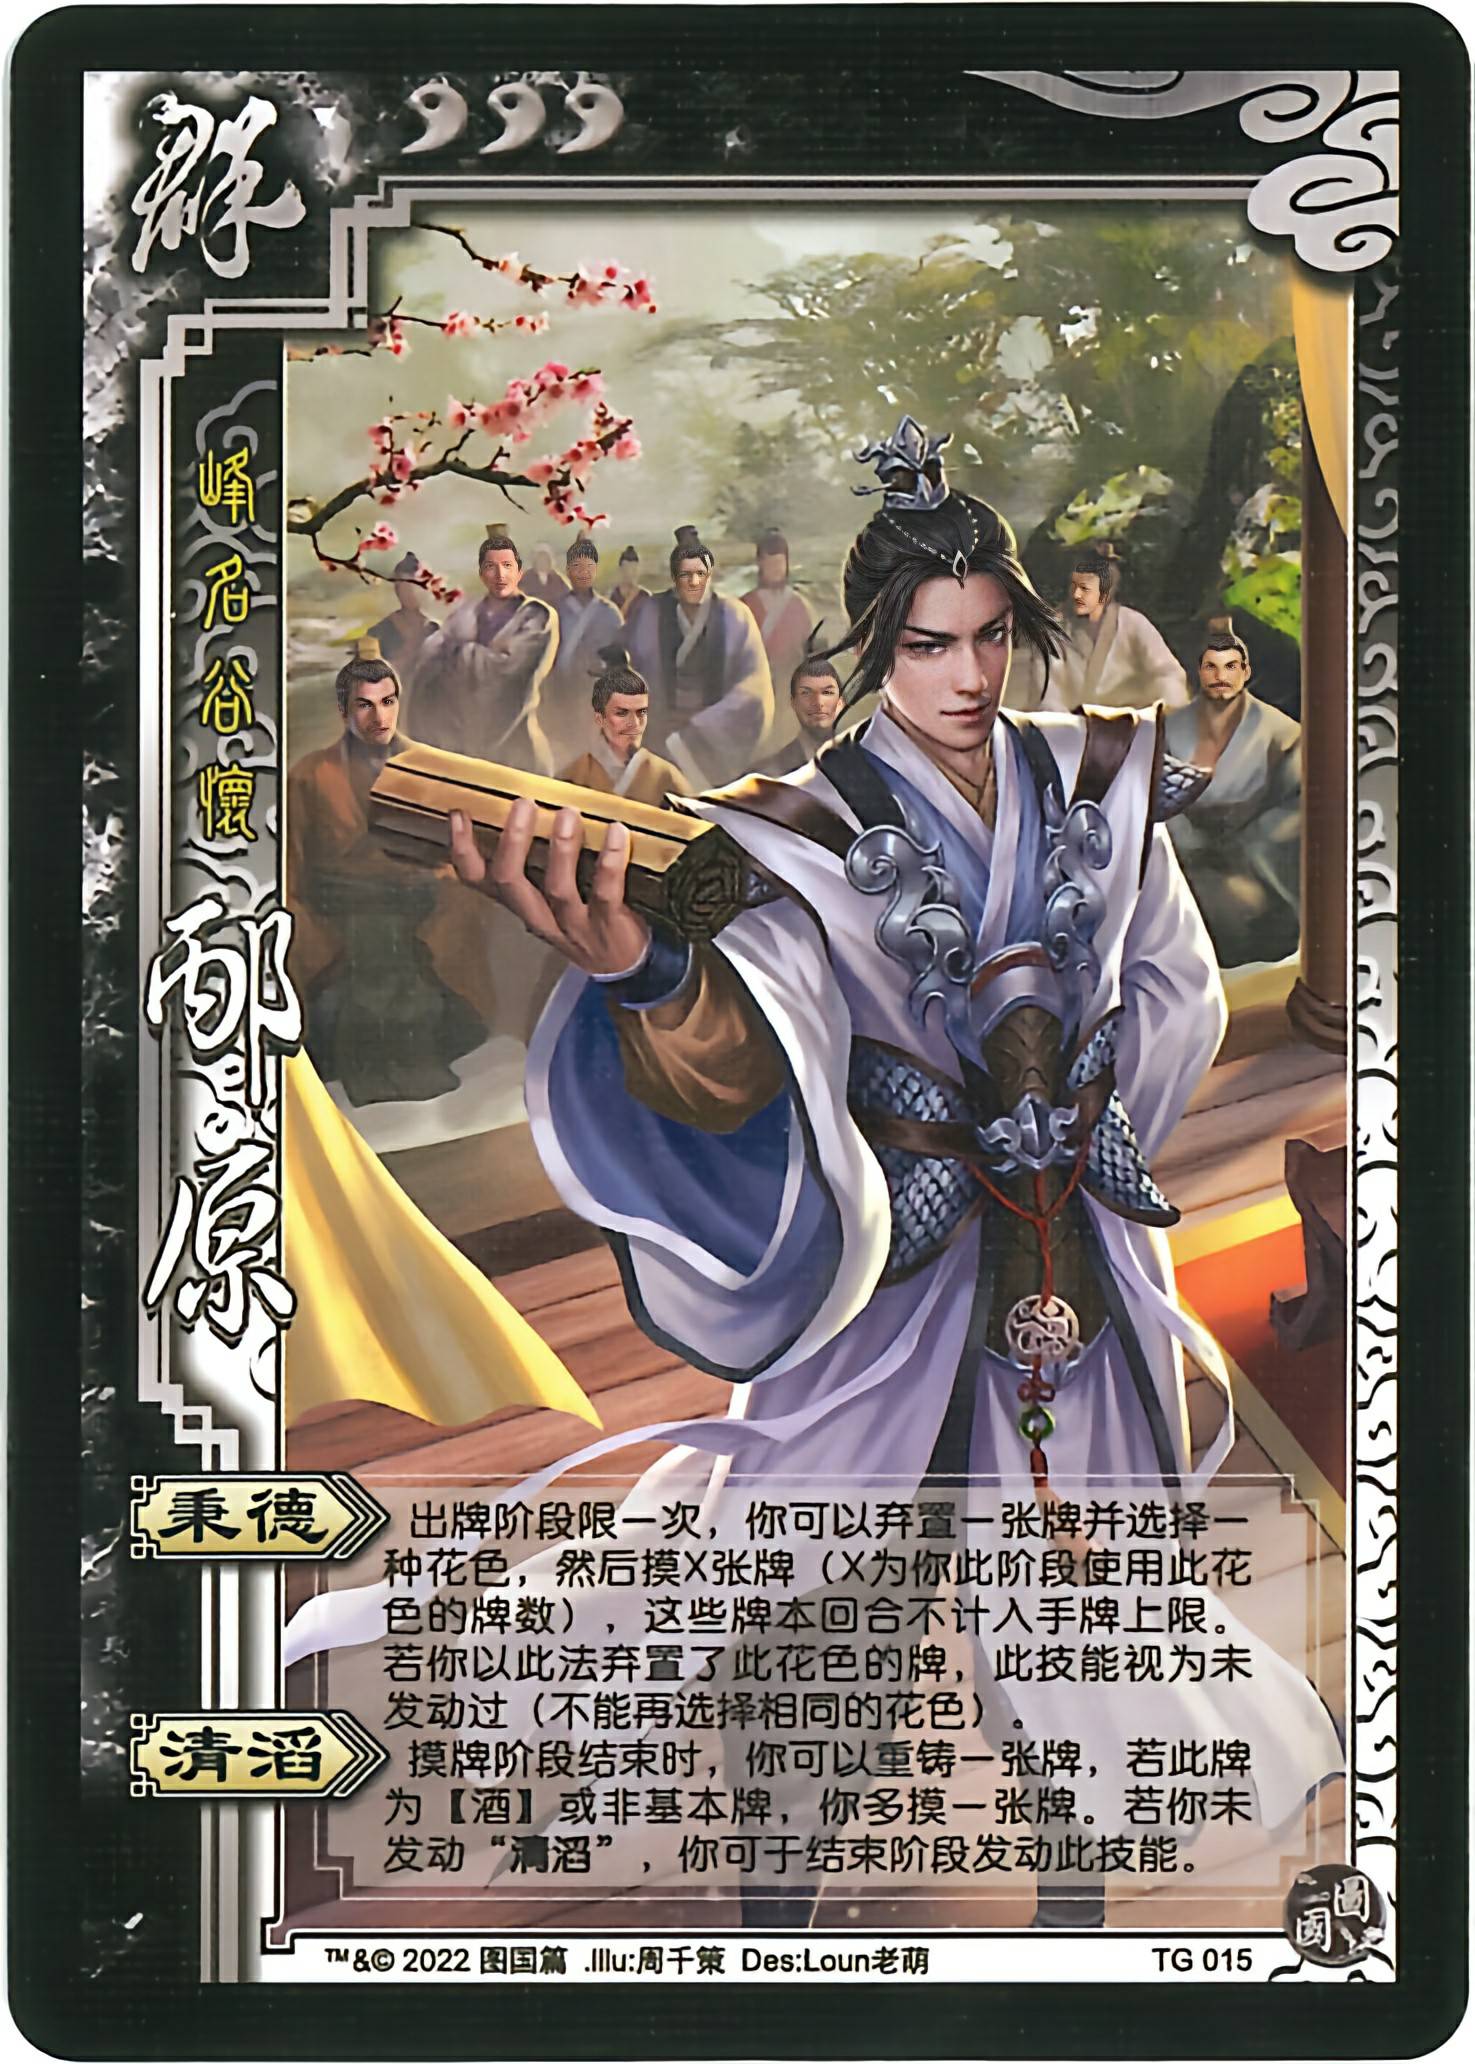 群
峰名谷懷
邴原
秉德
出牌阶段限一次，你可以弃置一张牌并选择一
种花色，然后摸X张牌（X为你此阶段使用此花
色的牌数），这些牌本回合不计入手牌上限。
若你以此法弃置了此花色的牌，此技能视为未
发动过（不能再选择相同的花色）。
清滔
摸牌阶段结束时，你可以重铸一张牌，若此牌
为【酒】或非基本牌，你多摸一张牌。若你未
发动“清滔”，你可于结束阶段发动此技能。
圖國
™&© 2022 图国篇 .Illu:周千策 Des:Loun老萌
TG 015